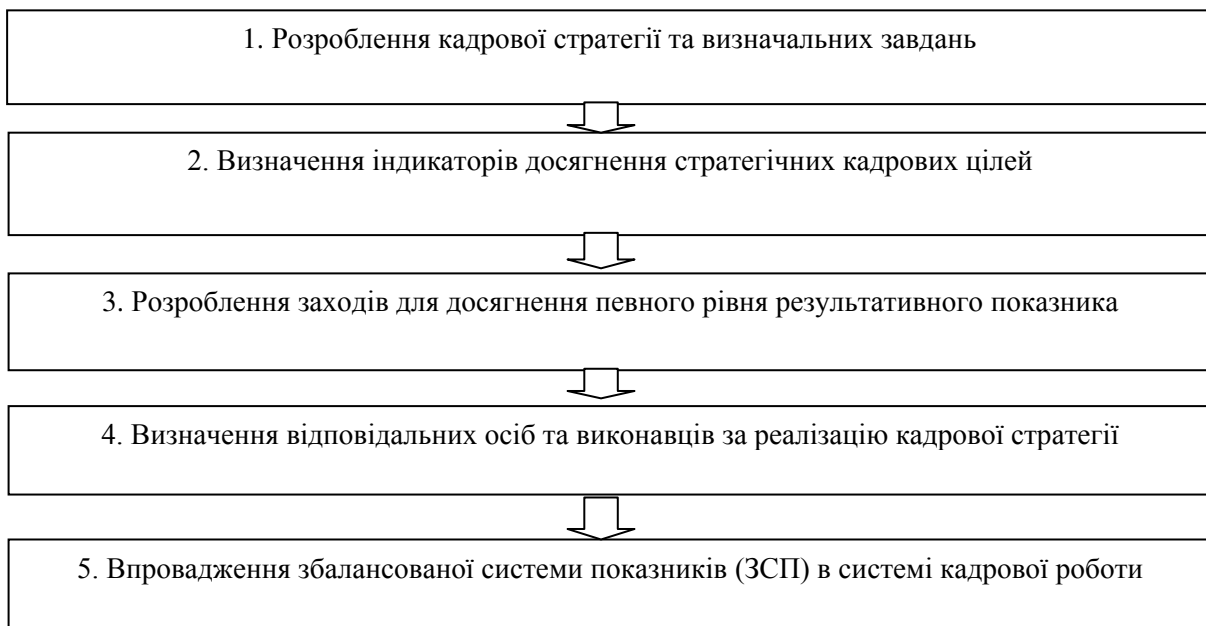 1. Розроблення кадрової стратегії та визначальних завдань
2. Визначення індикаторів досягнення стратегічних кадрових цілей
3. Розроблення заходів для досягнення певного рівня результативного показника
4. Визначення відповідальних осіб та виконавців за реалізацію кадрової стратегії
5. Впровадження збалансованої системи показників (ЗСП) в системі кадрової роботи